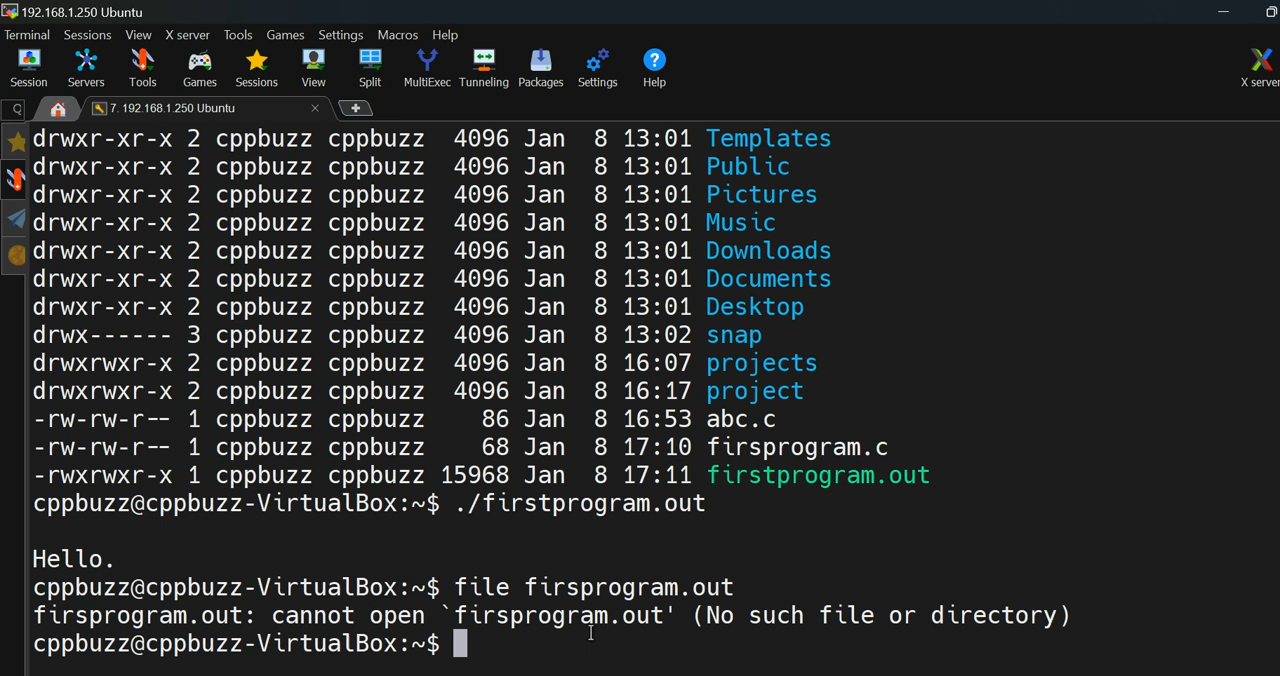 192.168.1.250 Ubuntu
Terminal Sessions View X server Tools Games Settings Macros Help
Session Servers Tools Games Sessions View Split MultiExec Tunneling Packages Settings Help X server
7. 192.168.1.250 Ubuntu
drwxr-xr-x 2 cppbuzz cppbuzz  4096 Jan  8 13:01 Templates
drwxr-xr-x 2 cppbuzz cppbuzz  4096 Jan  8 13:01 Public
drwxr-xr-x 2 cppbuzz cppbuzz  4096 Jan  8 13:01 Pictures
drwxr-xr-x 2 cppbuzz cppbuzz  4096 Jan  8 13:01 Music
drwxr-xr-x 2 cppbuzz cppbuzz  4096 Jan  8 13:01 Downloads
drwxr-xr-x 2 cppbuzz cppbuzz  4096 Jan  8 13:01 Documents
drwxr-xr-x 2 cppbuzz cppbuzz  4096 Jan  8 13:01 Desktop
drwx------ 3 cppbuzz cppbuzz  4096 Jan  8 13:02 snap
drwxrwxr-x 2 cppbuzz cppbuzz  4096 Jan  8 16:07 projects
drwxrwxr-x 2 cppbuzz cppbuzz  4096 Jan  8 16:17 project
-rw-rw-r-- 1 cppbuzz cppbuzz    86 Jan  8 16:53 abc.c
-rw-rw-r-- 1 cppbuzz cppbuzz    68 Jan  8 17:10 firsprogram.c
-rwxrwxr-x 1 cppbuzz cppbuzz 15968 Jan  8 17:11 firstprogram.out
cppbuzz@cppbuzz-VirtualBox:~$ ./firstprogram.out
Hello.
cppbuzz@cppbuzz-VirtualBox:~$ file firsprogram.out
firsprogram.out: cannot open `firsprogram.out' (No such file or directory)
cppbuzz@cppbuzz-VirtualBox:~$